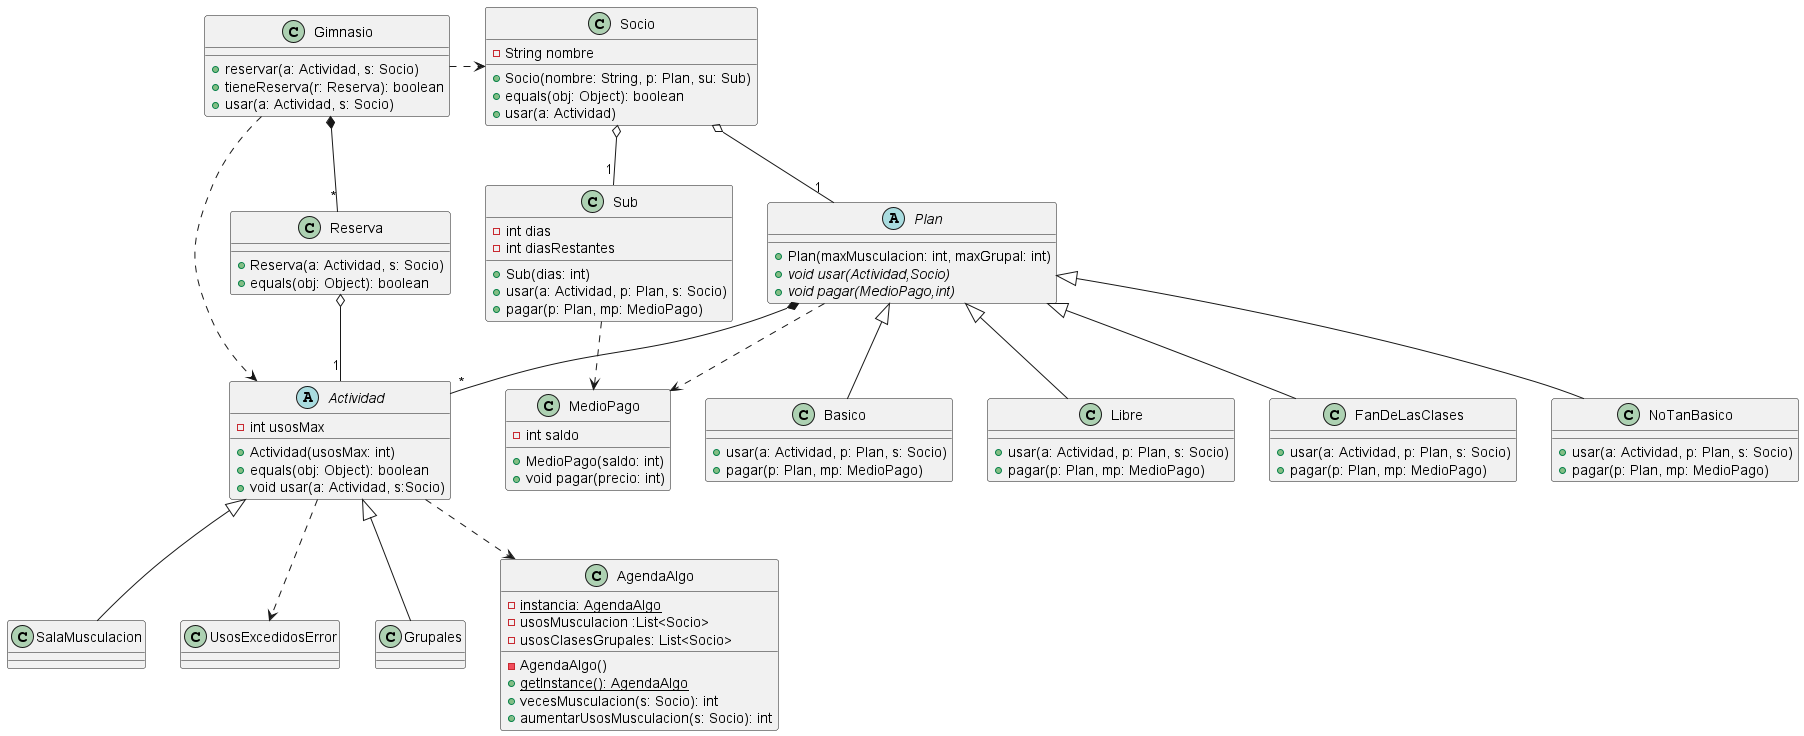 C Gimnasio
reservar(a: Actividad, s: Socio)
tieneReserva(r: Reserva): boolean
usar(a: Actividad, s: Socio)
C Socio
String nombre
Socio(nombre: String, p: Plan, su: Sub)
equals(obj: Object): boolean
usar(a: Actividad)
*
1
1
C Reserva
Reserva(a: Actividad, s: Socio)
equals(obj: Object): boolean
C Sub
int dias
int diasRestantes
Sub(dias: int)
usar(a: Actividad, p: Plan, s: Socio)
pagar(p: Plan, mp: MedioPago)
A Plan
Plan(maxMusculacion: int, maxGrupal: int)
void usar(Actividad,Socio)
void pagar(MedioPago,int)
1
*
A Actividad
int usosMax
Actividad(usosMax: int)
equals(obj: Object): boolean
void usar(a: Actividad, s:Socio)
C MedioPago
int saldo
MedioPago(saldo: int)
void pagar(precio: int)
C Basico
usar(a: Actividad, p: Plan, s: Socio)
pagar(p: Plan, mp: MedioPago)
C Libre
usar(a: Actividad, p: Plan, s: Socio)
pagar(p: Plan, mp: MedioPago)
C FanDeLasClases
usar(a: Actividad, p: Plan, s: Socio)
pagar(p: Plan, mp: MedioPago)
C NoTanBasico
usar(a: Actividad, p: Plan, s: Socio)
pagar(p: Plan, mp: MedioPago)
C SalaMusculacion
C UsosExcedidosError
C Grupales
C AgendaAlgo
instancia: AgendaAlgo
usosMusculacion :List<Socio>
usosClasesGrupales: List<Socio>
AgendaAlgo()
getInstance(): AgendaAlgo
vecesMusculacion(s: Socio): int
aumentarUsosMusculacion(s: Socio): int